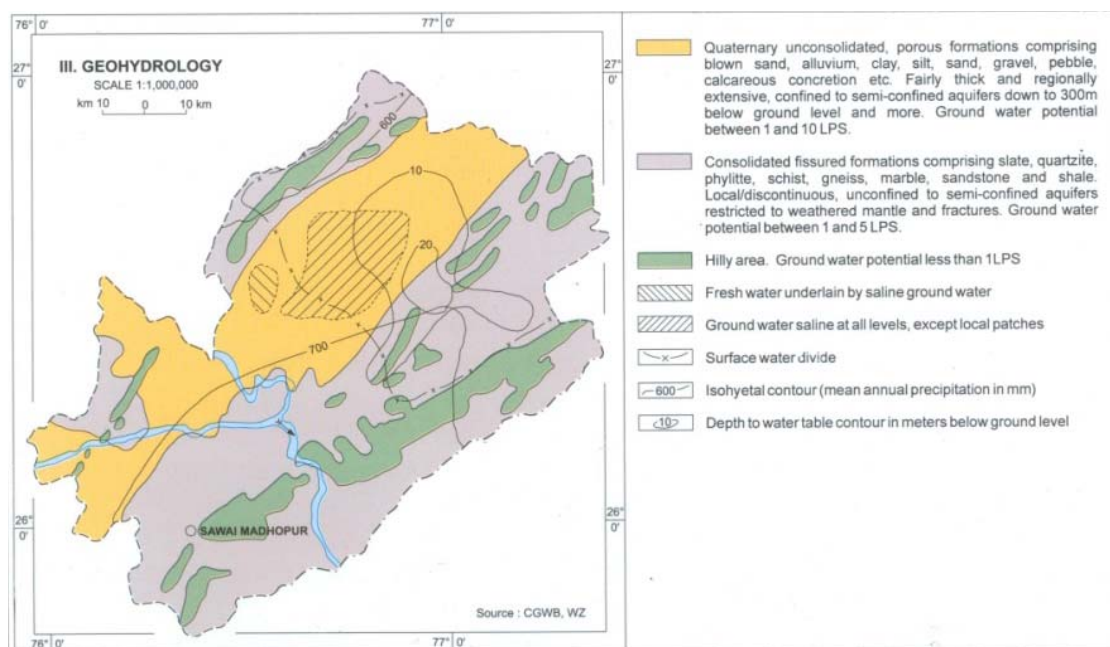 76° 0'
77° 0'
27°
0'
27°
0'
III. GEOHYDROLOGY
SCALE 1:1,000,000
km 10 0 10 km
600
10
20
700
SAWAI MADHOPUR
26°
0'
26°
0'
Source : CGWB, WZ
76° 0'
77° 0'
Quaternary unconsolidated, porous formations comprising
blown sand, alluvium, clay, silt, sand, gravel, pebble,
calcareous concretion etc. Fairly thick and regionally
extensive, confined to semi-confined aquifers down to 300m
below ground level and more. Ground water potential
between 1 and 10 LPS.
Consolidated fissured formations comprising slate, quartzite,
phylitte, schist, gneiss, marble, sandstone and shale.
Local/discontinuous, unconfined to semi-confined aquifers
restricted to weathered mantle and fractures. Ground water
potential between 1 and 5 LPS.
Hilly area. Ground water potential less than 1LPS
Fresh water underlain by saline ground water
Ground water saline at all levels, except local patches
x Surface water divide
600 Isohyetal contour (mean annual precipitation in mm)
10 Depth to water table contour in meters below ground level